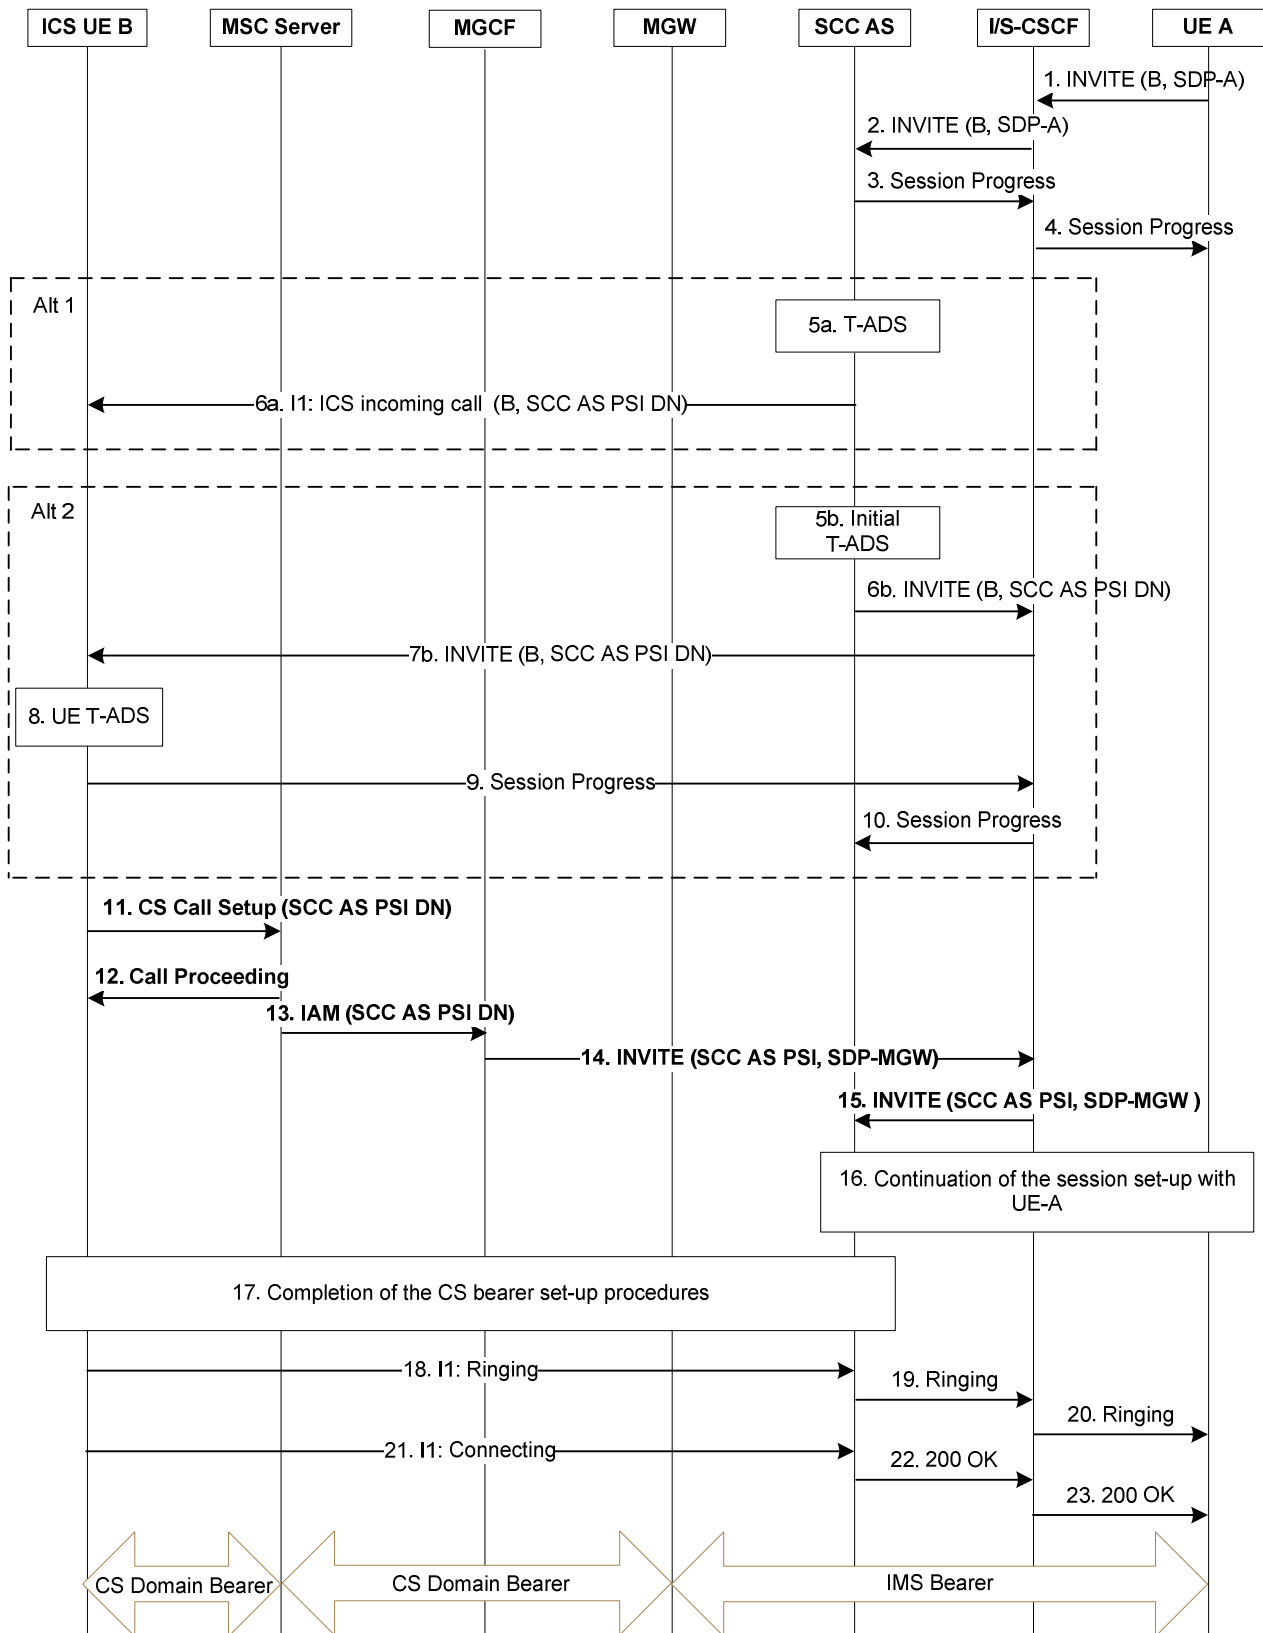 ICS UE B
MSC Server
MGCF
MGW
SCC AS
I/S-CSCF
UE A
1. INVITE (B, SDP-A)
2. INVITE (B, SDP-A)
3. Session Progress
4. Session Progress
Alt 1
5a. T-ADS
6a. I1: ICS incoming call (B, SCC AS PSI DN)
Alt 2
5b. Initial
T-ADS
6b. INVITE (B, SCC AS PSI DN)
7b. INVITE (B, SCC AS PSI DN)
8. UE T-ADS
9. Session Progress
10. Session Progress
11. CS Call Setup (SCC AS PSI DN)
12. Call Proceeding
13. IAM (SCC AS PSI DN)
14. INVITE (SCC AS PSI, SDP-MGW)
15. INVITE (SCC AS PSI, SDP-MGW )
16. Continuation of the session set-up with
UE-A
17. Completion of the CS bearer set-up procedures
18. I1: Ringing
19. Ringing
20. Ringing
21. I1: Connecting
22. 200 OK
23. 200 OK
CS Domain Bearer
CS Domain Bearer
IMS Bearer